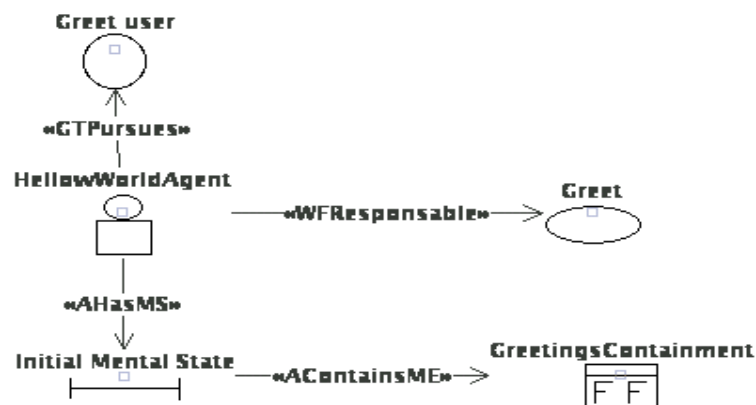 Greet user
«GTPursues»
HellowWorldAgent
Greet
«WFResponsable»
«AHasMS»
Initial Mental State
GreetingsContainment
«AContainsME»
F F